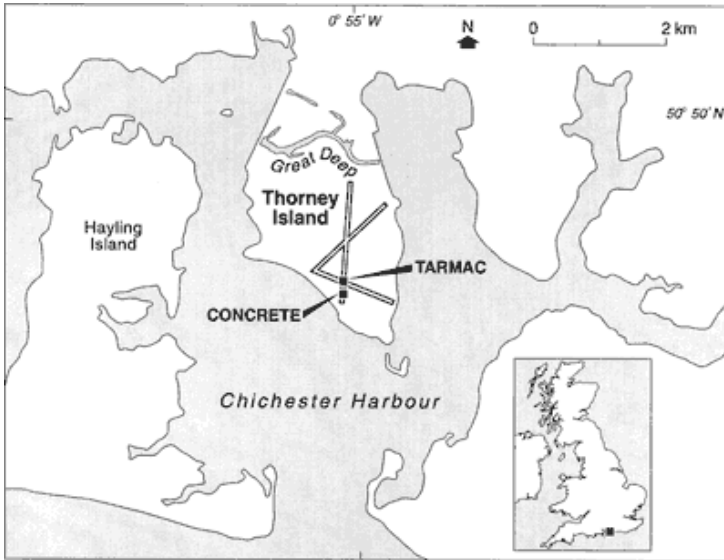 0° 55' W
N
0
2 km
50° 50' N
Great Deep
Thorney
Island
Hayling
Island
TARMAC
CONCRETE
Chichester Harbour